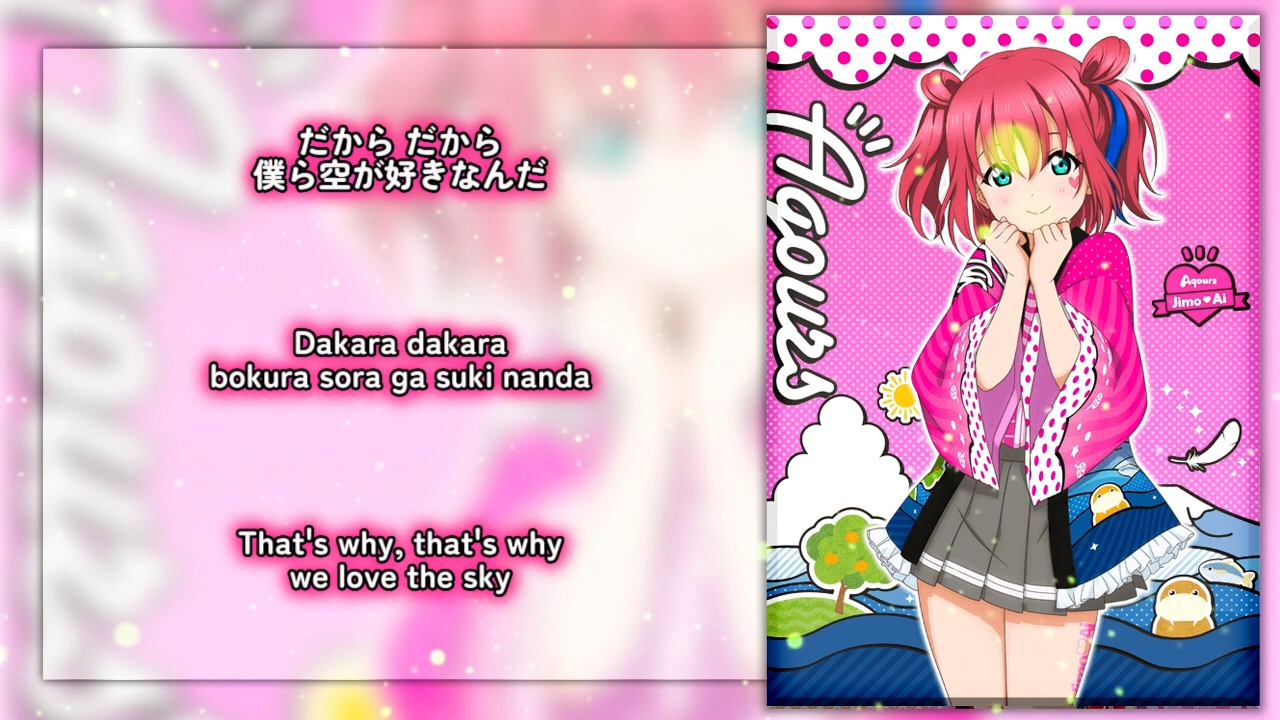 だから だから
僕ら空が好きなんだ
Dakara dakara
bokura sora ga suki nanda
That's why, that's why
we love the sky
Aqours
Aqours
Jimo♥Ai